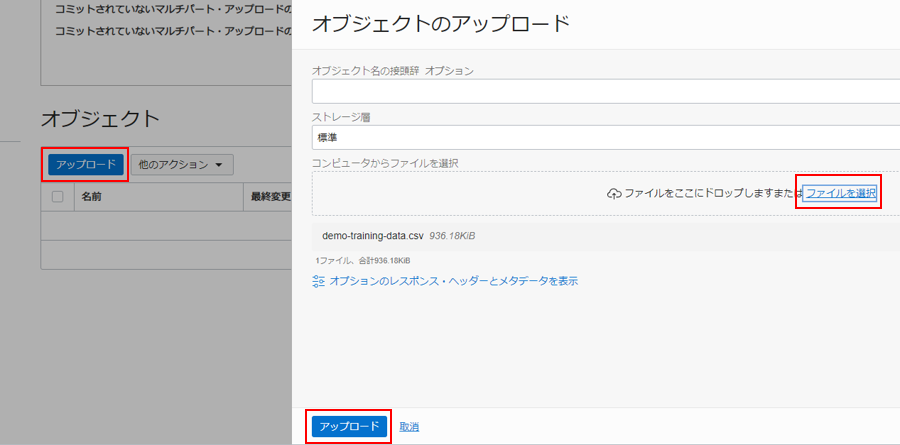 コミットされていないマルチパート・アップロードの
コミットされていないマルチパート・アップロードの
オブジェクト
アップロード
他のアクション
名前
最終変更
オブジェクトのアップロード
オブジェクト名の接頭辞 オプション
ストレージ層
標準
コンピュータからファイルを選択
ファイルをここにドロップしますまたはファイルを選択
demo-training-data.csv 936.18KiB
1ファイル、合計936.18KiB
オプションのレスポンス・ヘッダーとメタデータを表示
アップロード 取消